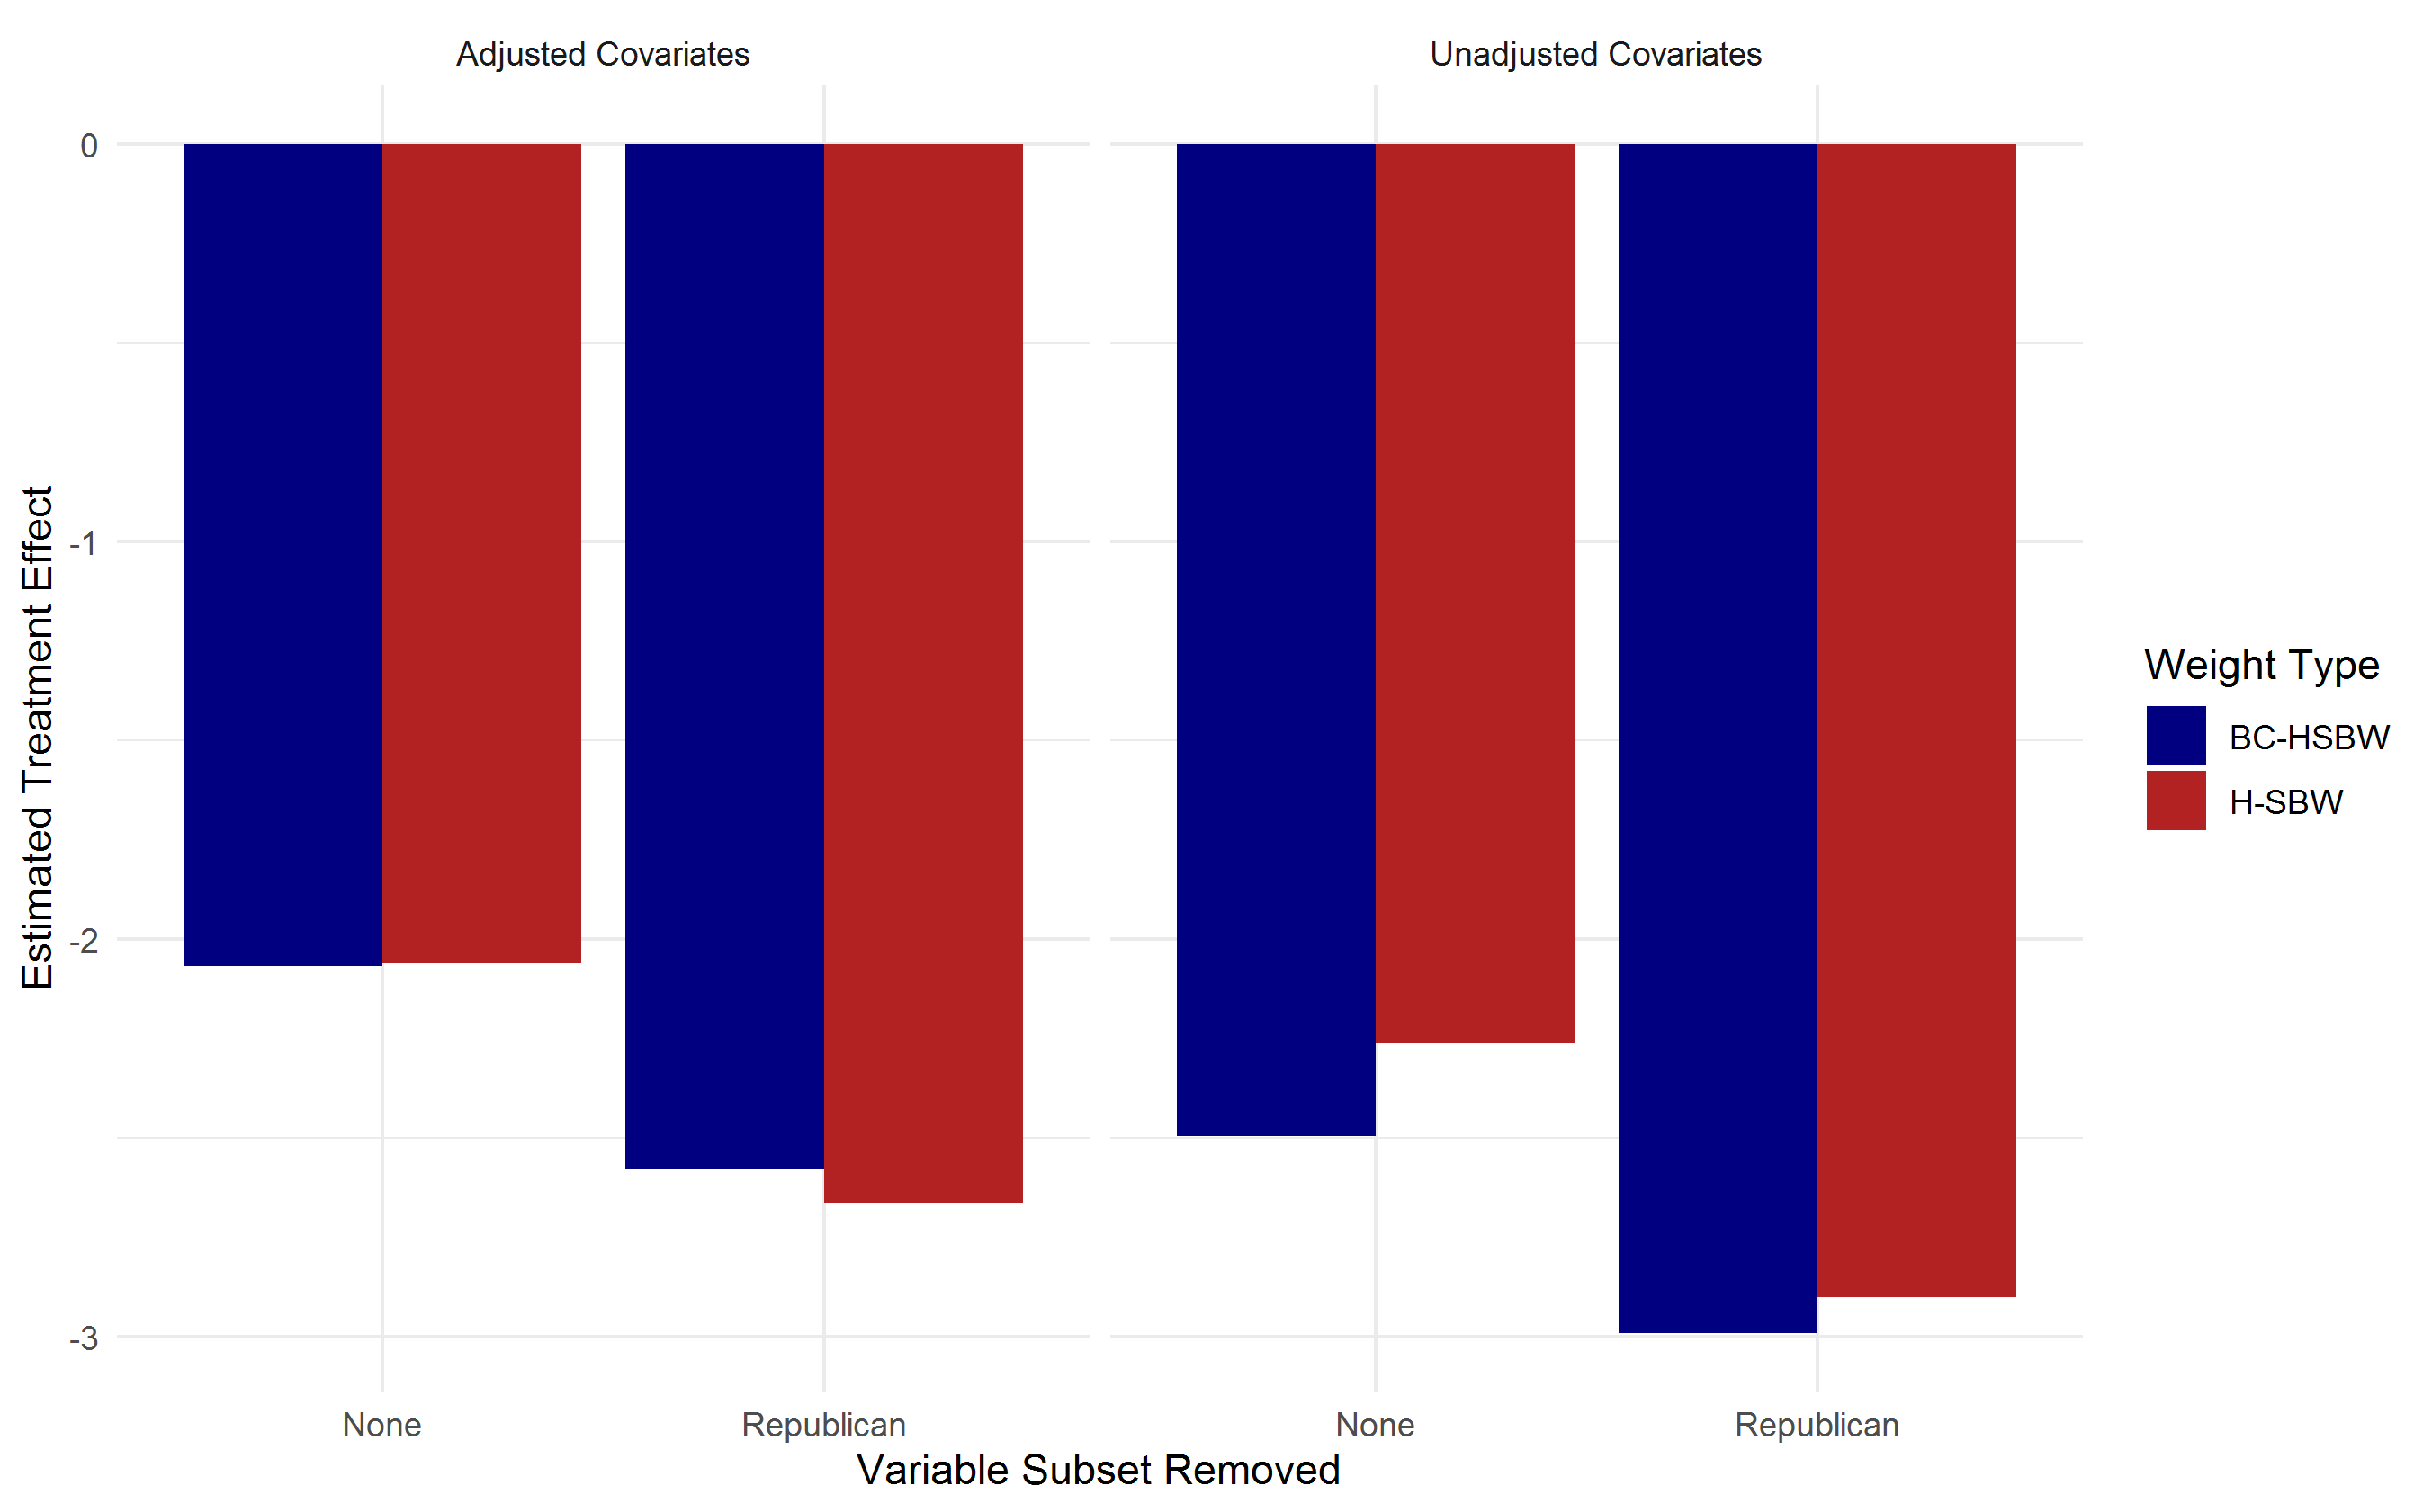 Adjusted Covariates
Unadjusted Covariates
0
-1
-2
-3
Estimated Treatment Effect
None
Republican
None
Republican
Variable Subset Removed
Weight Type
BC-HSBW
H-SBW